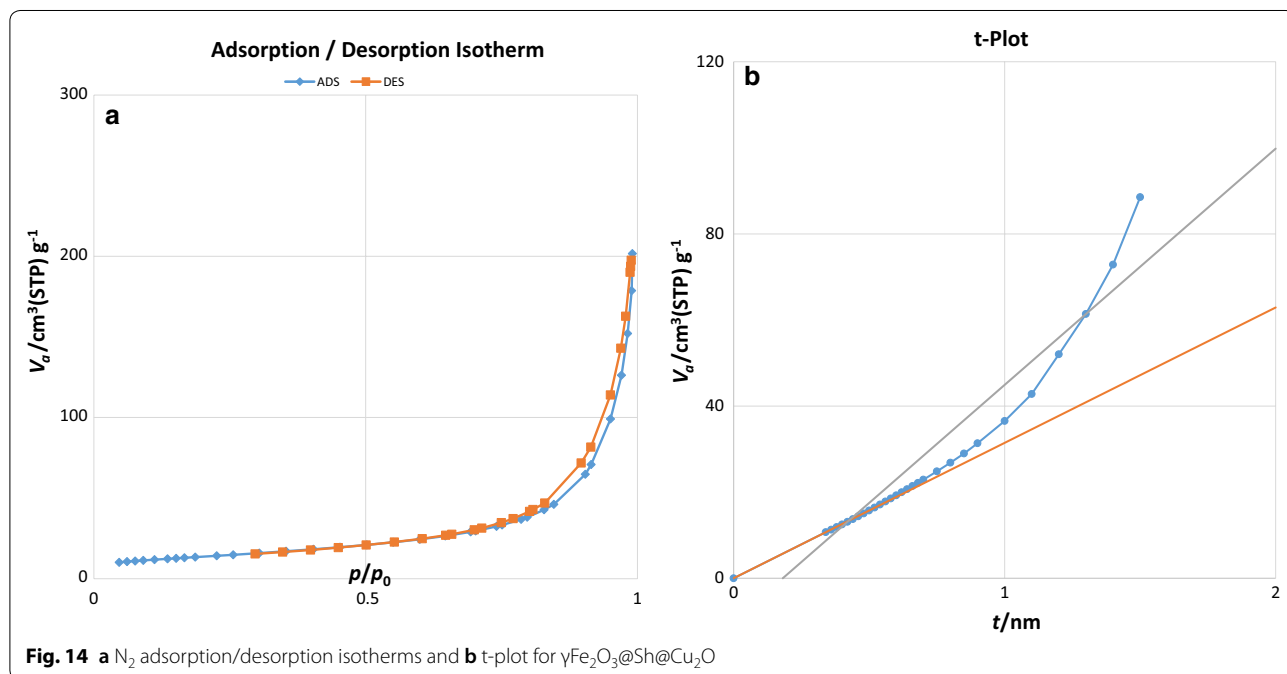 Adsorption / Desorption Isotherm
ADS DES
a
300
200
100
0
V_a/cm³(STP) g⁻¹
p/p₀
0 0.5 1
t-Plot
b
120
80
40
0
V_a/cm³(STP) g⁻¹
0 1 2
t/nm
Fig. 14 a N₂ adsorption/desorption isotherms and b t-plot for γFe₂O₃@Sh@Cu₂O